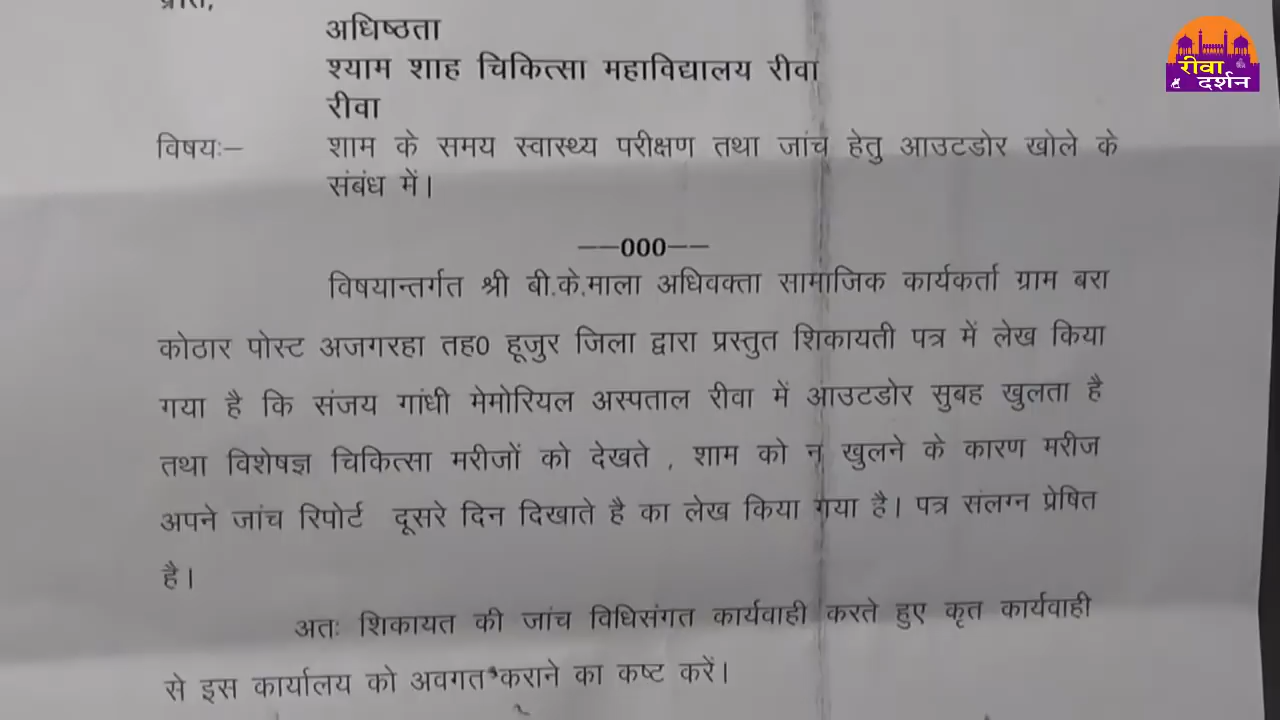 प्रति,
अधिष्ठता
श्याम शाह चिकित्सा महाविद्यालय रीवा
रीवा
विषयः– शाम के समय स्वास्थ्य परीक्षण तथा जांच हेतु आउटडोर खोले के
संबंध में।
——000——
विषयान्तर्गत श्री बी.के.माला अधिवक्ता सामाजिक कार्यकर्ता ग्राम बरा
कोठार पोस्ट अजगरहा तह0 हूजुर जिला द्वारा प्रस्तुत शिकायती पत्र में लेख किया
गया है कि संजय गांधी मेमोरियल अस्पताल रीवा में आउटडोर सुबह खुलता है
तथा विशेषज्ञ चिकित्सा मरीजों को देखते , शाम को न खुलने के कारण मरीज
अपने जांच रिपोर्ट दूसरे दिन दिखाते है का लेख किया गया है। पत्र संलग्न प्रेषित
है।
अतः शिकायत की जांच विधिसंगत कार्यवाही करते हुए कृत कार्यवाही
से इस कार्यालय को अवगत कराने का कष्ट करें।
रीवा
दर्शन